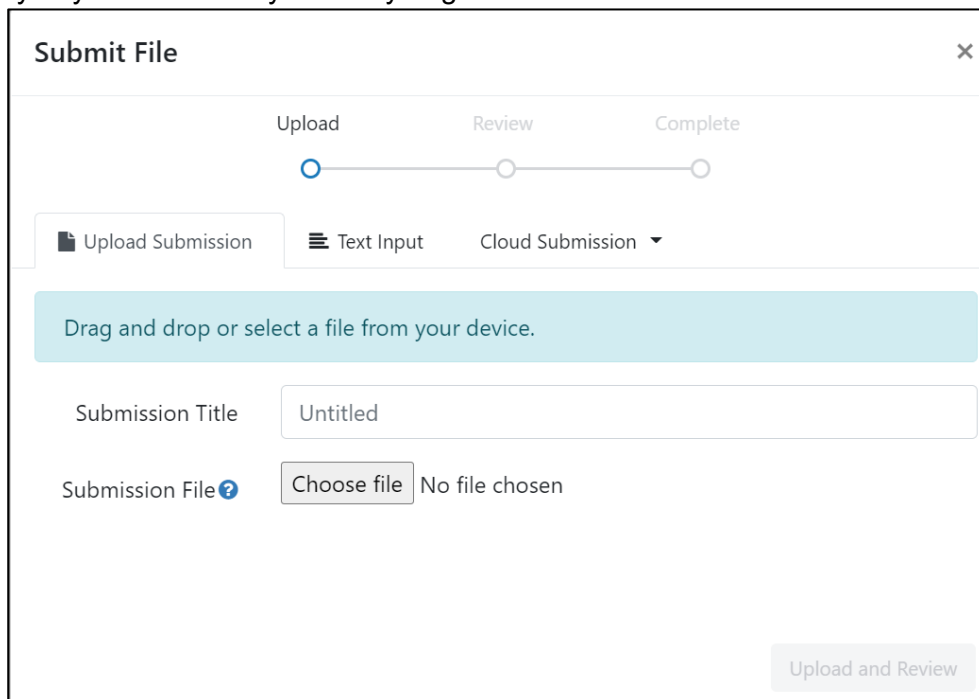 Submit File ×
Upload Review Complete
Upload Submission Text Input Cloud Submission
Drag and drop or select a file from your device.
Submission Title Untitled
Submission File ? Choose file No file chosen
Upload and Review